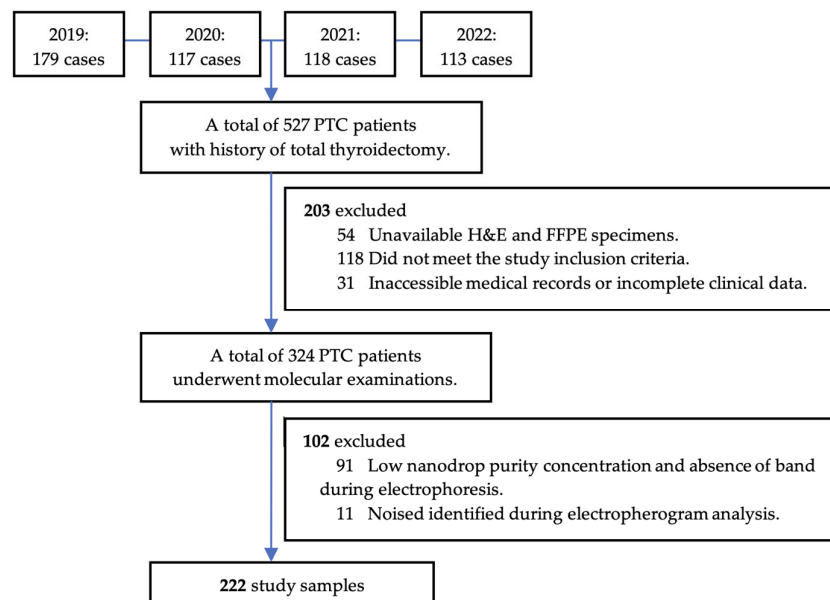 2019:
179 cases
2020:
117 cases
2021:
118 cases
2022:
113 cases
A total of 527 PTC patients
with history of total thyroidectomy.
203 excluded
54 Unavailable H&E and FFPE specimens.
118 Did not meet the study inclusion criteria.
31 Inaccessible medical records or incomplete clinical data.
A total of 324 PTC patients
underwent molecular examinations.
102 excluded
91 Low nanodrop purity concentration and absence of band
during electrophoresis.
11 Noised identified during electropherogram analysis.
222 study samples